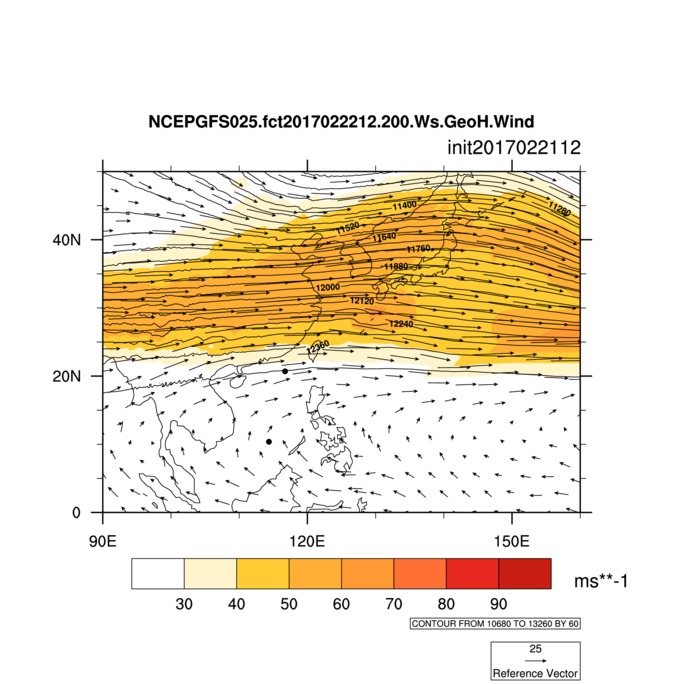 NCEPGFS025.fct2017022212.200.Ws.GeoH.Wind
init2017022112
11400
11280
11520
11640
40N
11760
11880
12000
12120
12240
12360
20N
0
90E 120E 150E
ms**-1
30 40 50 60 70 80 90
CONTOUR FROM 10680 TO 13260 BY 60
25
Reference Vector